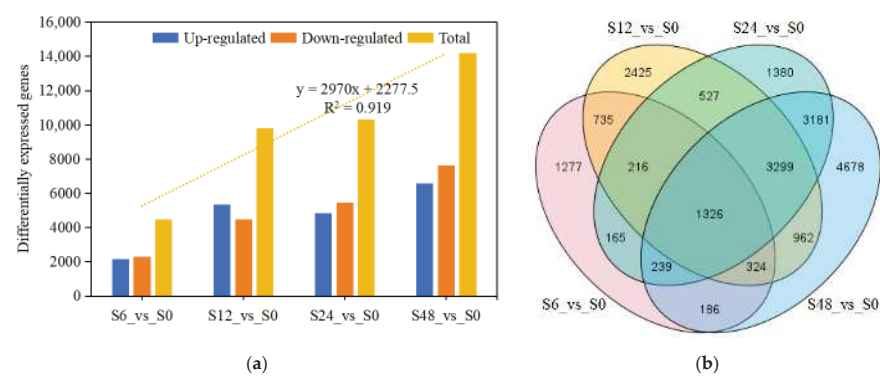 16,000
14,000
12,000
10,000
8000
6000
4000
2000
0
Differentially expressed genes
Up-regulated Down-regulated Total
y = 2970x + 2277.5
R² = 0.919
S6_vs_S0 S12_vs_S0 S24_vs_S0 S48_vs_S0
(a)
S12_vs_S0 S24_vs_S0
2425 1380
527
735 3181
1277 216 3299 4678
1326
165 962
239 324
S6_vs_S0 186 S48_vs_S0
(b)